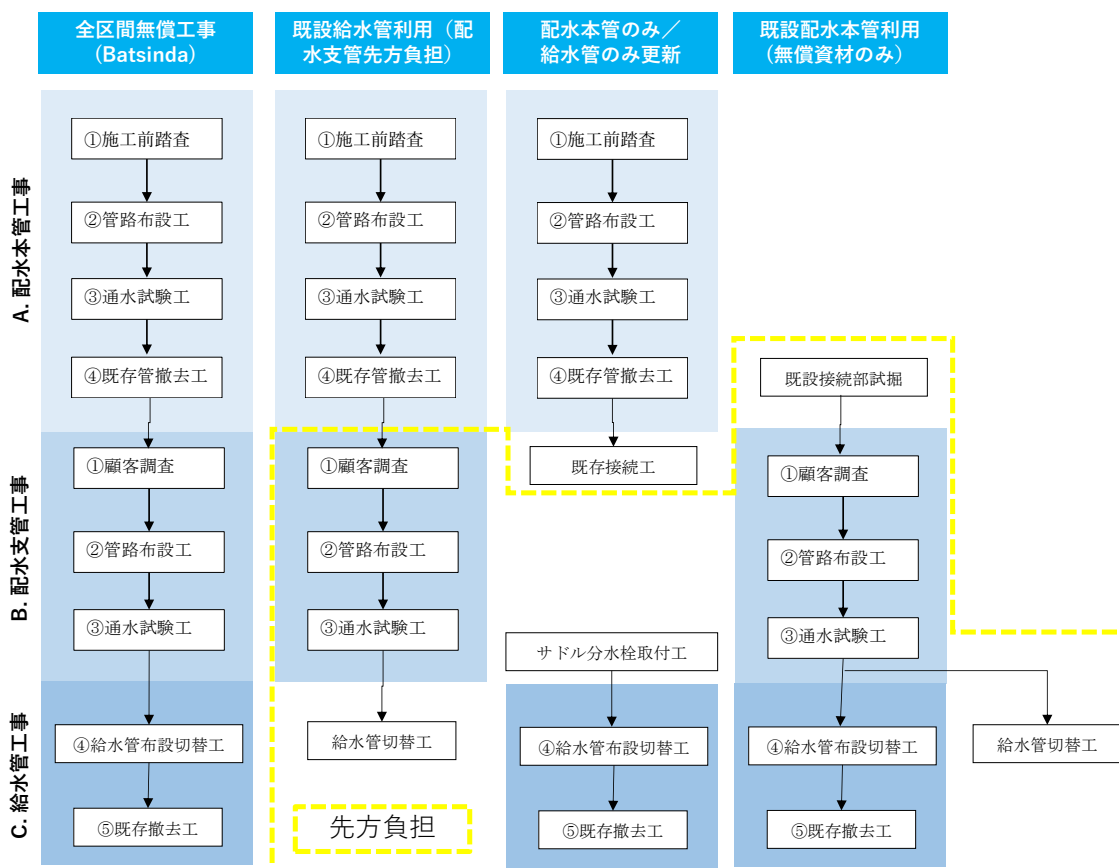 全区間無償工事
(Batsinda)
既設給水管利用（配
水支管先方負担）
配水本管のみ／
給水管のみ更新
既設配水本管利用
（無償資材のみ）
A. 配水本管工事
①施工前踏査
②管路布設工
③通水試験工
④既存管撤去工
①施工前踏査
②管路布設工
③通水試験工
④既存管撤去工
①施工前踏査
②管路布設工
③通水試験工
④既存管撤去工
既存接続工
既設接続部試掘
B. 配水支管工事
①顧客調査
②管路布設工
③通水試験工
①顧客調査
②管路布設工
③通水試験工
サドル分水栓取付工
①顧客調査
②管路布設工
③通水試験工
C. 給水管工事
④給水管布設切替工
⑤既存撤去工
給水管切替工
先方負担
④給水管布設切替工
⑤既存撤去工
④給水管布設切替工
⑤既存撤去工
給水管切替工